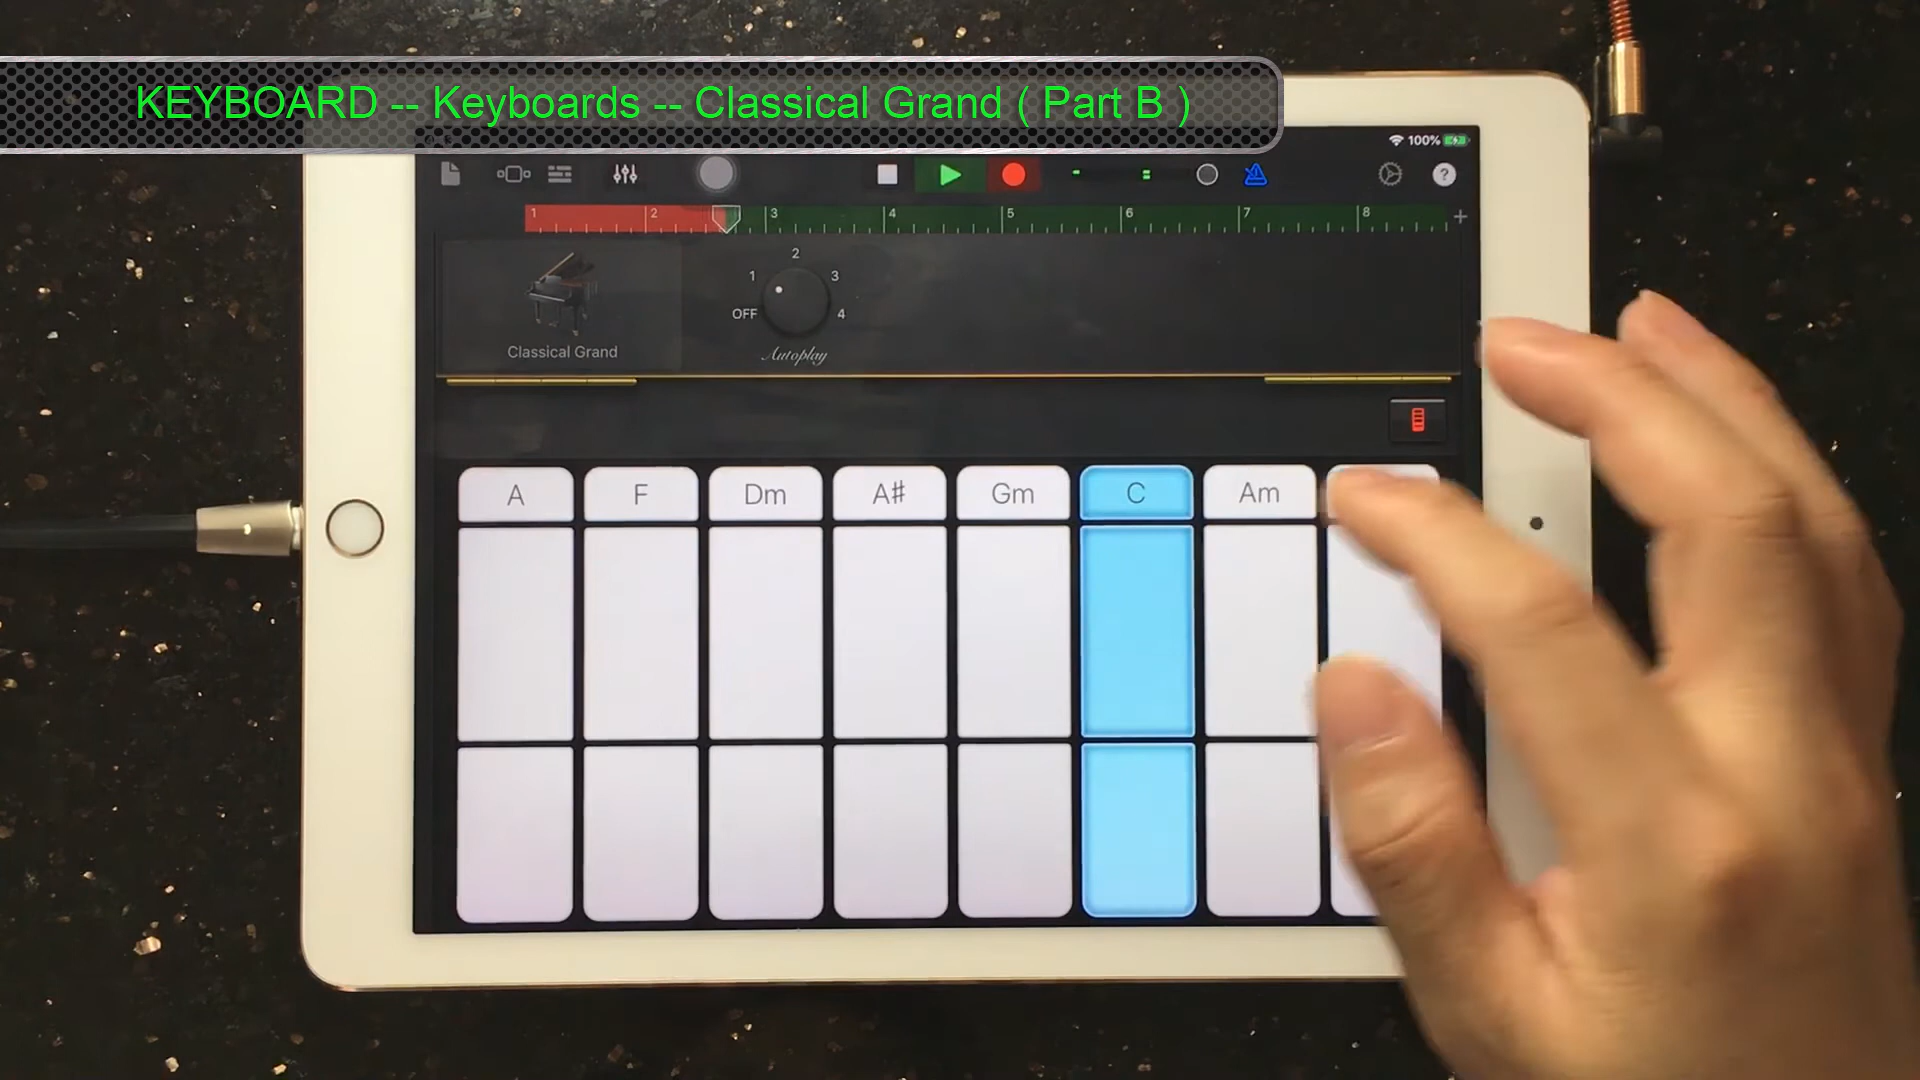 KEYBOARD -- Keyboards -- Classical Grand ( Part B )
100%
?
1 2 3 4 5 6 7 8 +
OFF 1 2 3 4
Classical Grand
Autoplay
A F Dm A♯ Gm C Am